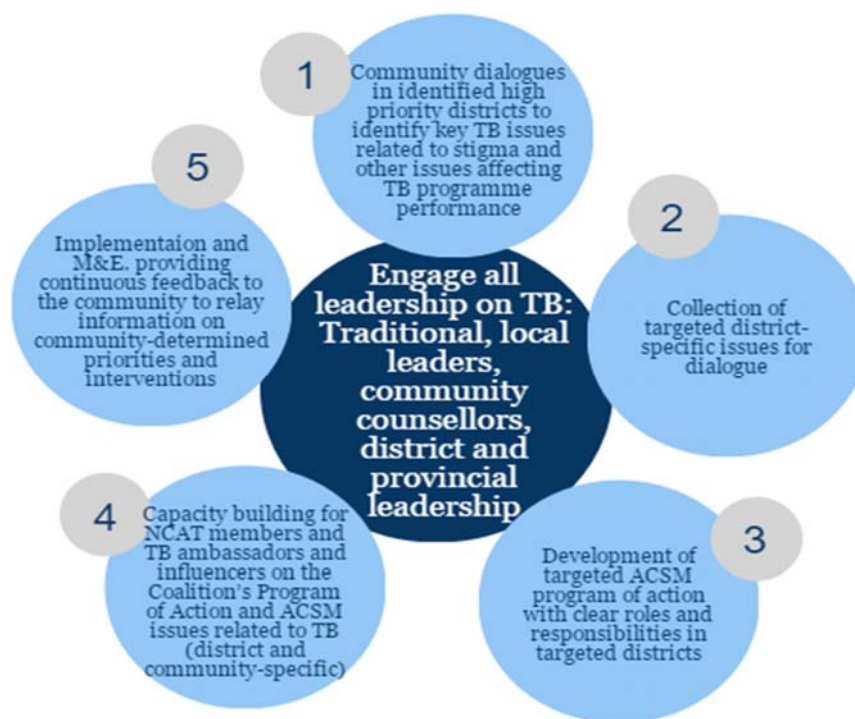 1
Community dialogues
in identified high
priority districts to
identify key TB issues
related to stigma and
other issues affecting
TB programme
performance
2
Collection of
targeted district-
specific issues for
dialogue
3
Development of
targeted ACSM
program of action
with clear roles and
responsibilities in
targeted districts
4
Capacity building for
NCAT members and
TB ambassadors and
influencers on the
Coalition's Program
of Action and ACSM
issues related to TB
(district and
community-specific)
5
Implementaion and
M&E. providing
continuous feedback to
the community to relay
information on
community-determined
priorities and
interventions
Engage all
leadership on TB:
Traditional, local
leaders,
community
counsellors,
district and
provincial
leadership